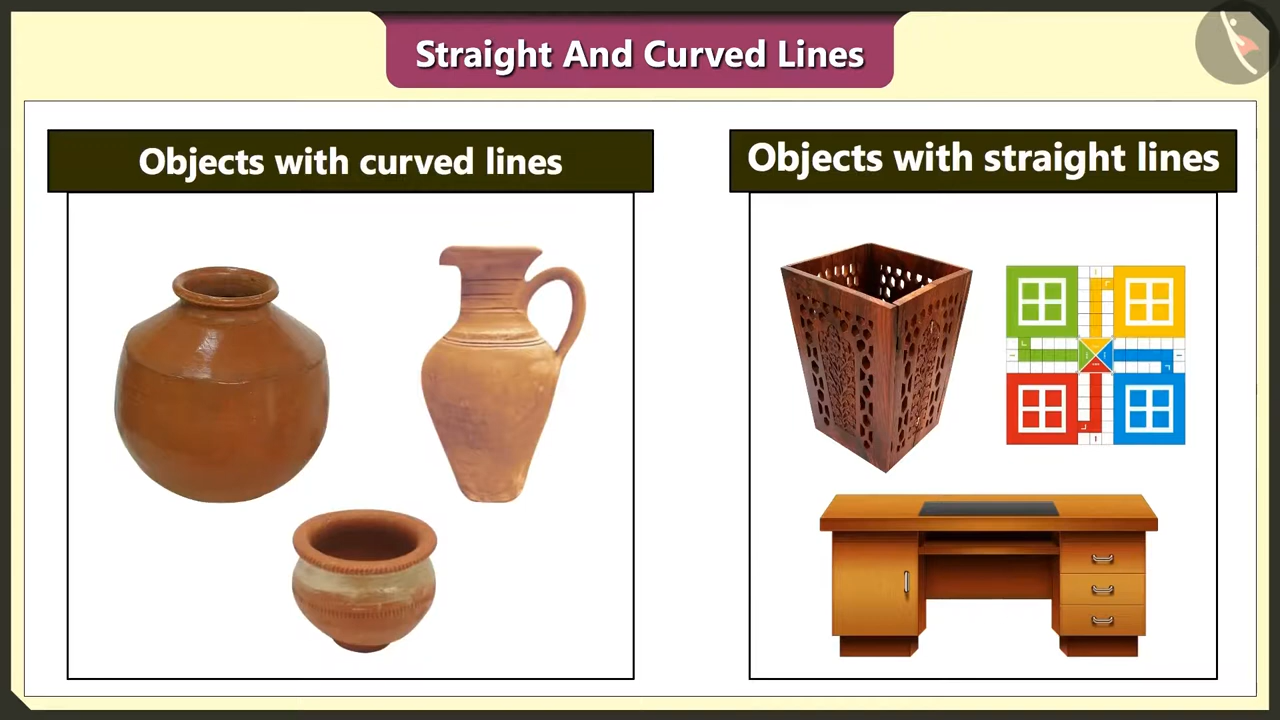 Straight And Curved Lines
Objects with curved lines
Objects with straight lines